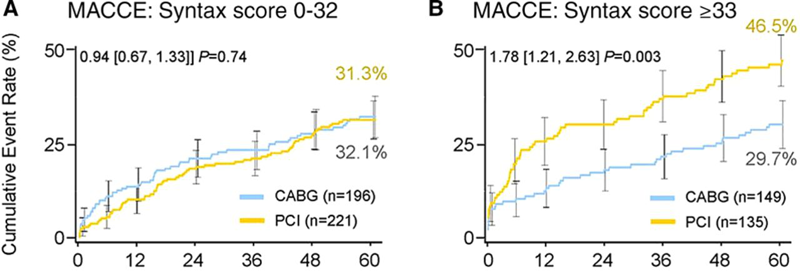 A MACCE: Syntax score 0-32
Cumulative Event Rate (%)
50
25
0
0.94 [0.67, 1.33]] P=0.74
31.3%
32.1%
CABG (n=196)
PCI (n=221)
0 12 24 36 48 60
B MACCE: Syntax score ≥33
50
25
0
1.78 [1.21, 2.63] P=0.003
46.5%
29.7%
CABG (n=149)
PCI (n=135)
0 12 24 36 48 60